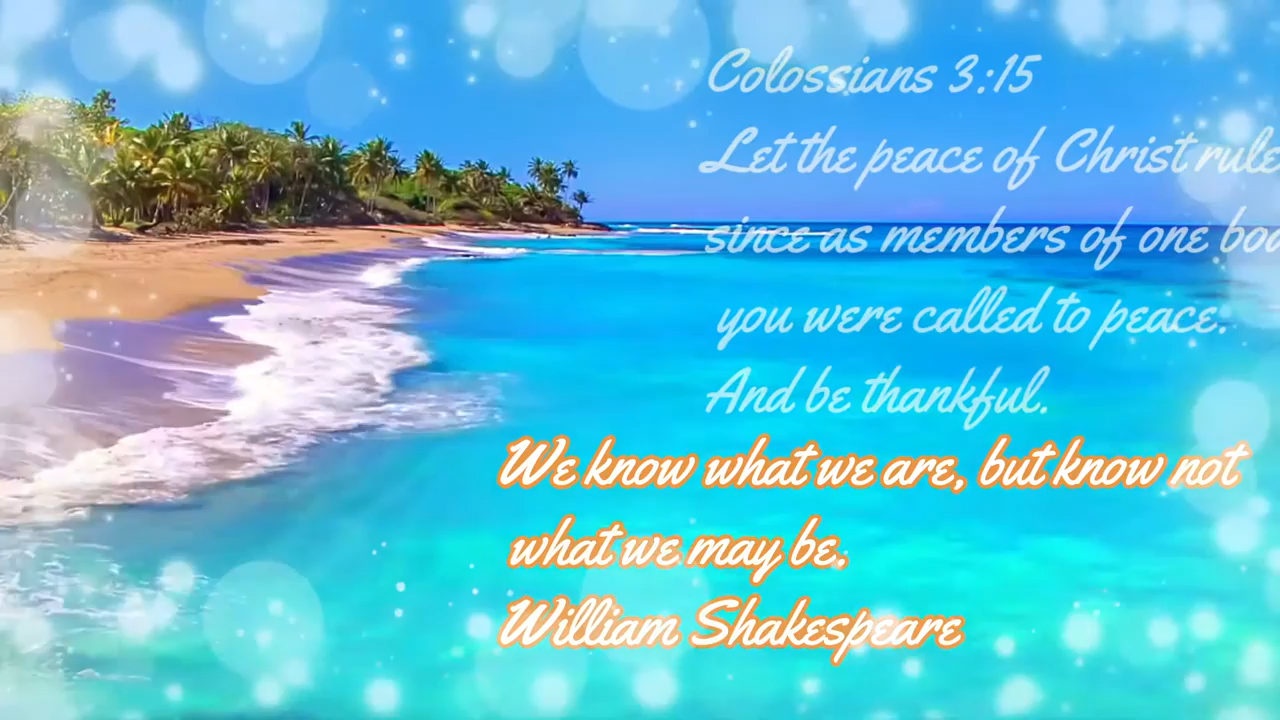 Colossians 3:15
Let the peace of Christ rule
since as members of one
you were called to peace.
And be thankful.
We know what we are, but know not
what we may be.
William Shakespeare